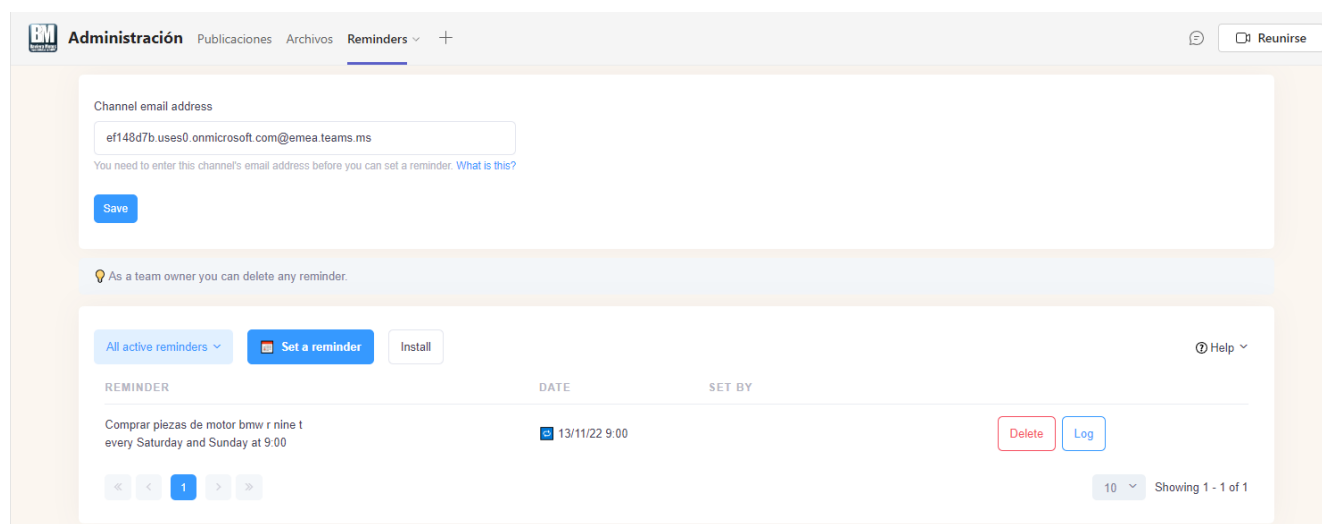 BM
Administración Publicaciones Archivos Reminders Reunirse
Channel email address
ef148d7b.uses0.onmicrosoft.com@emea.teams.ms
You need to enter this channel's email address before you can set a reminder. What is this?
Save
As a team owner you can delete any reminder.
All active reminders Set a reminder Install Help
REMINDER DATE SET BY
Comprar piezas de motor bmw r nine t
every Saturday and Sunday at 9:00
13/11/22 9:00
Delete Log
« < 1 > » 10 Showing 1 - 1 of 1